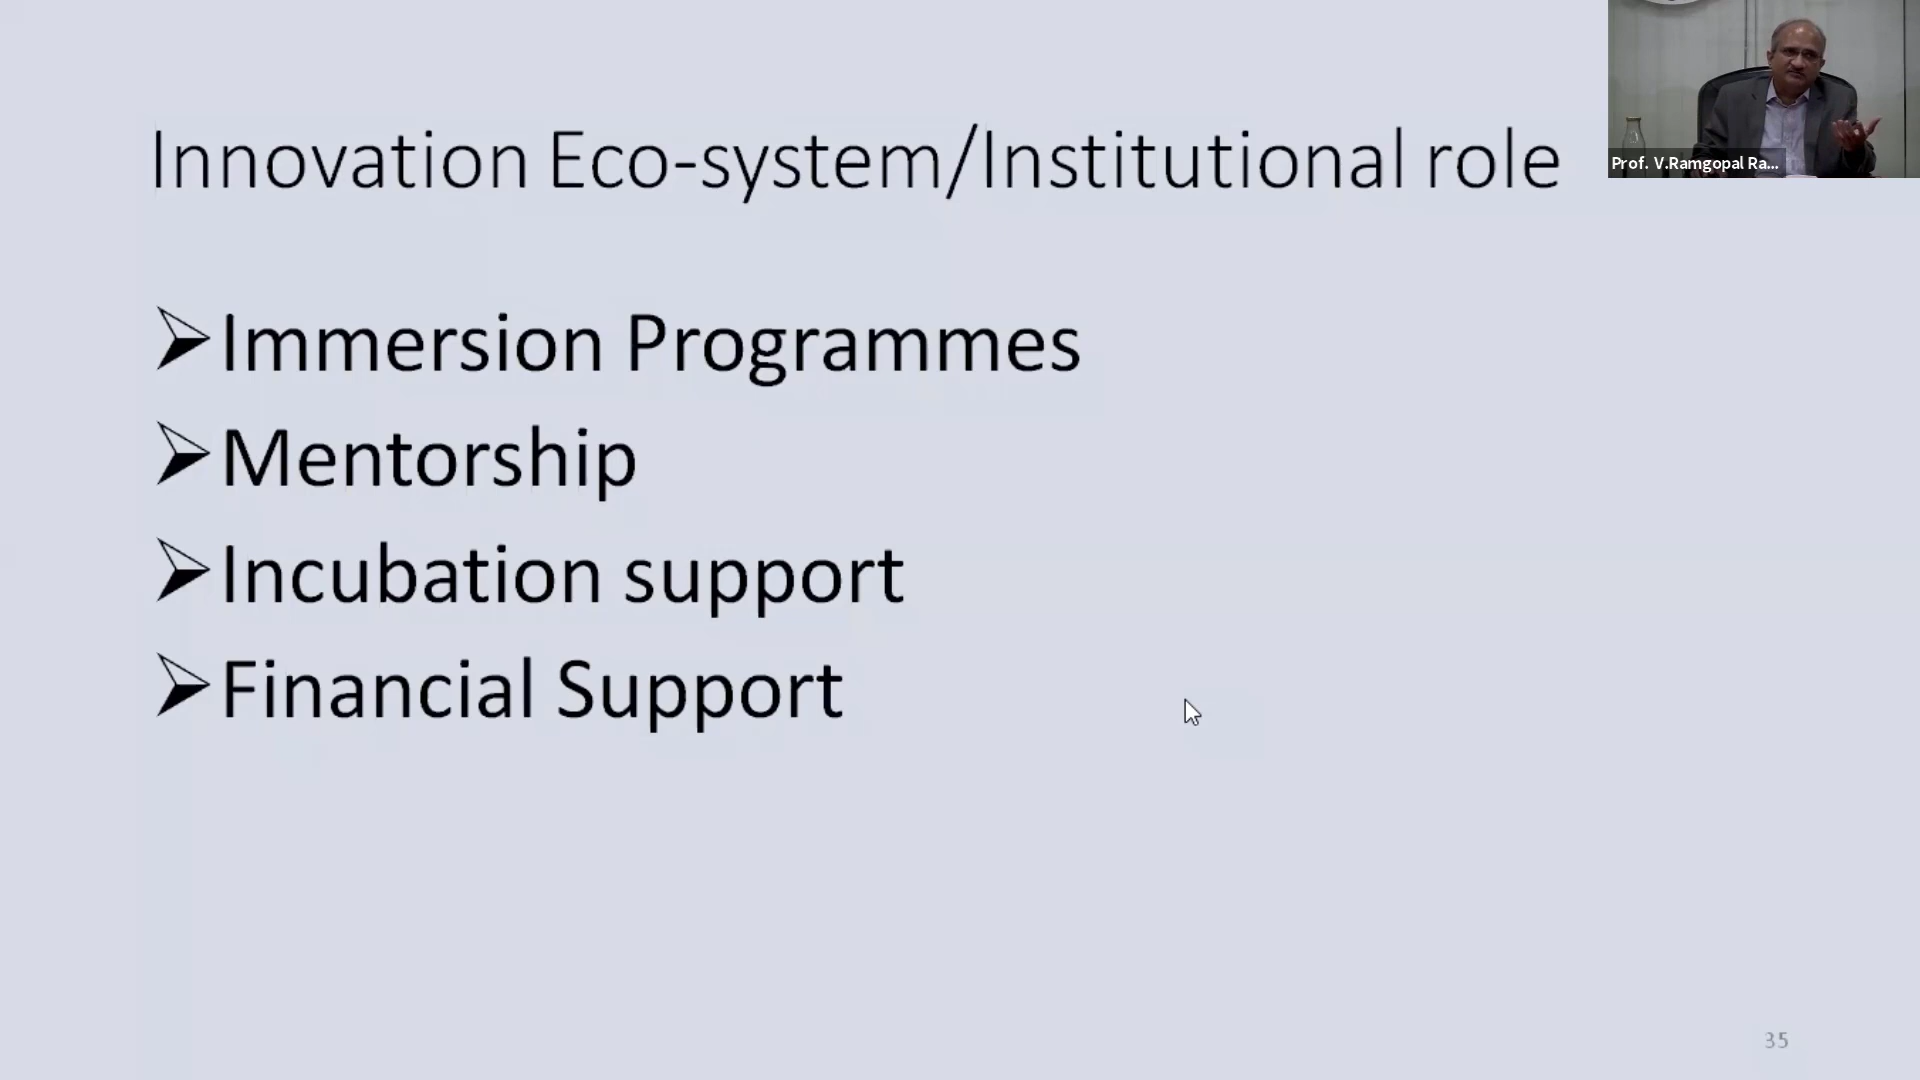 Innovation Eco-system/Institutional role
Prof. V.Ramgopal Ra...
Immersion Programmes
Mentorship
Incubation support
Financial Support
35